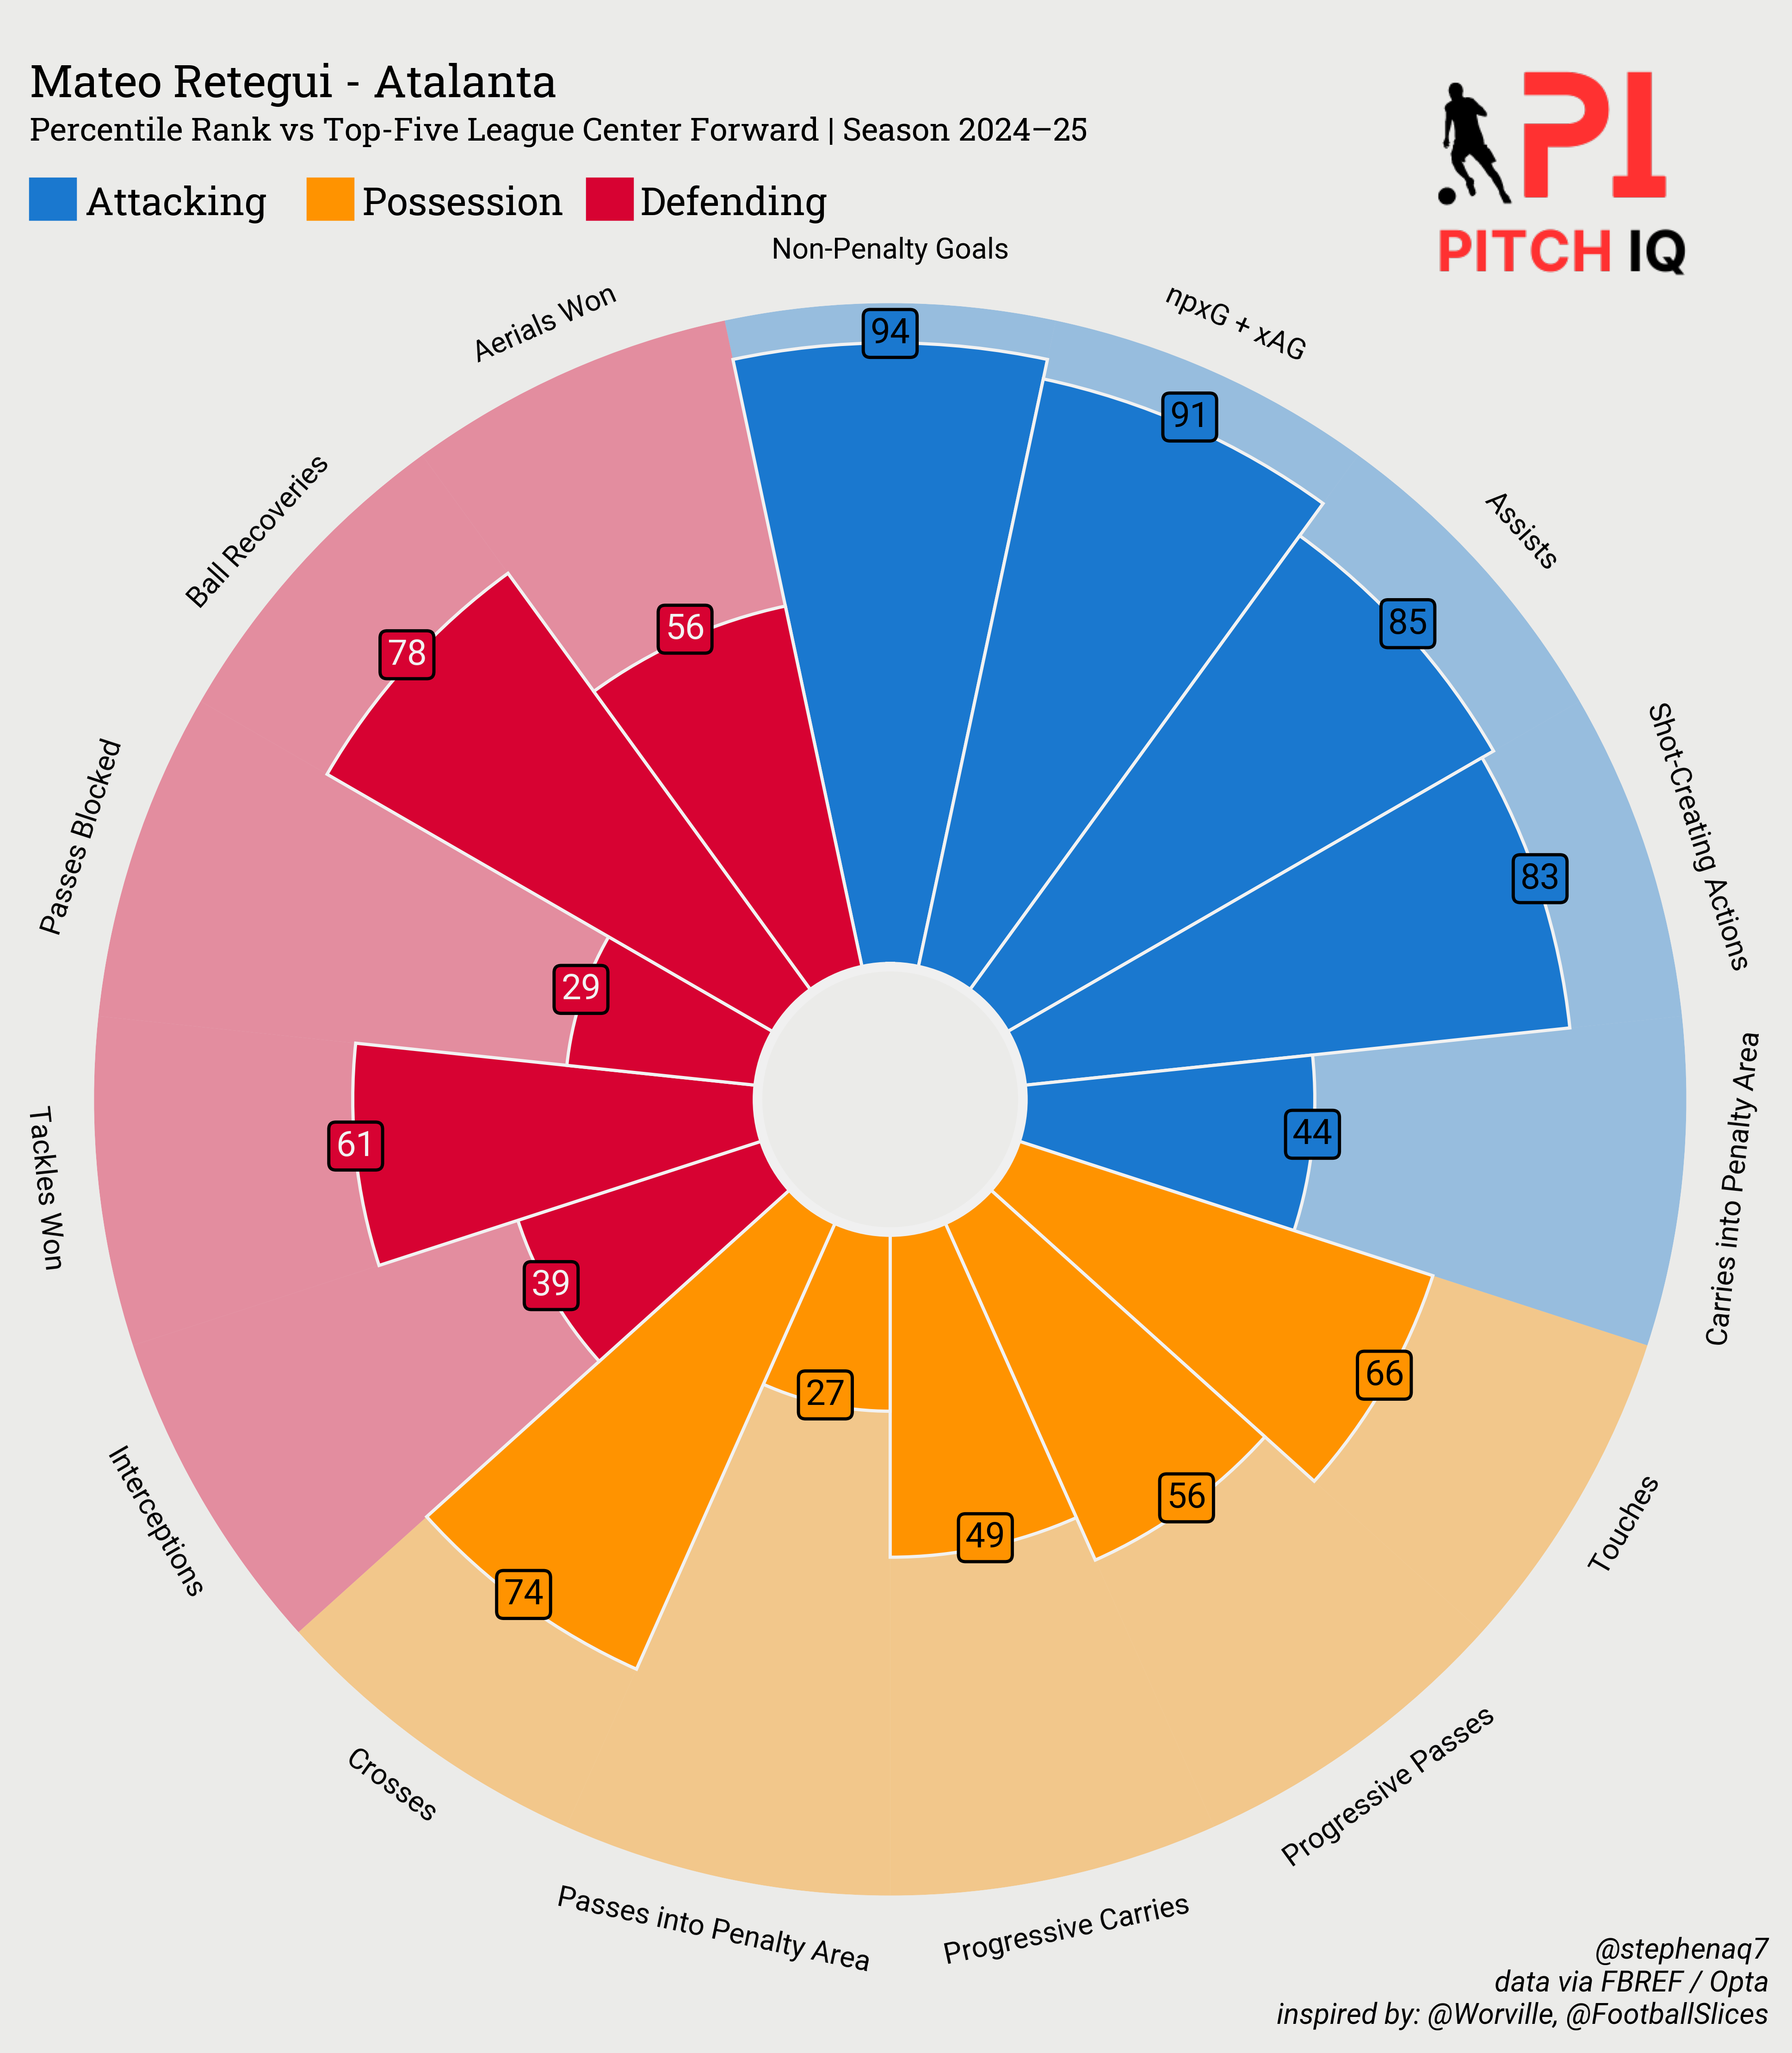 Mateo Retegui - Atalanta
Percentile Rank vs Top-Five League Center Forward | Season 2024–25
Attacking Possession Defending
PI
PITCH IQ
Non-Penalty Goals
npxG + xAG
Assists
Shot-Creating Actions
Carries into Penalty Area
Touches
Progressive Passes
Progressive Carries
Passes into Penalty Area
Crosses
Interceptions
Tackles Won
Passes Blocked
Ball Recoveries
Aerials Won
94
91
85
83
44
66
56
49
27
74
39
61
29
78
56
@stephenaq7
data via FBREF / Opta
inspired by: @Worville, @FootballSlices